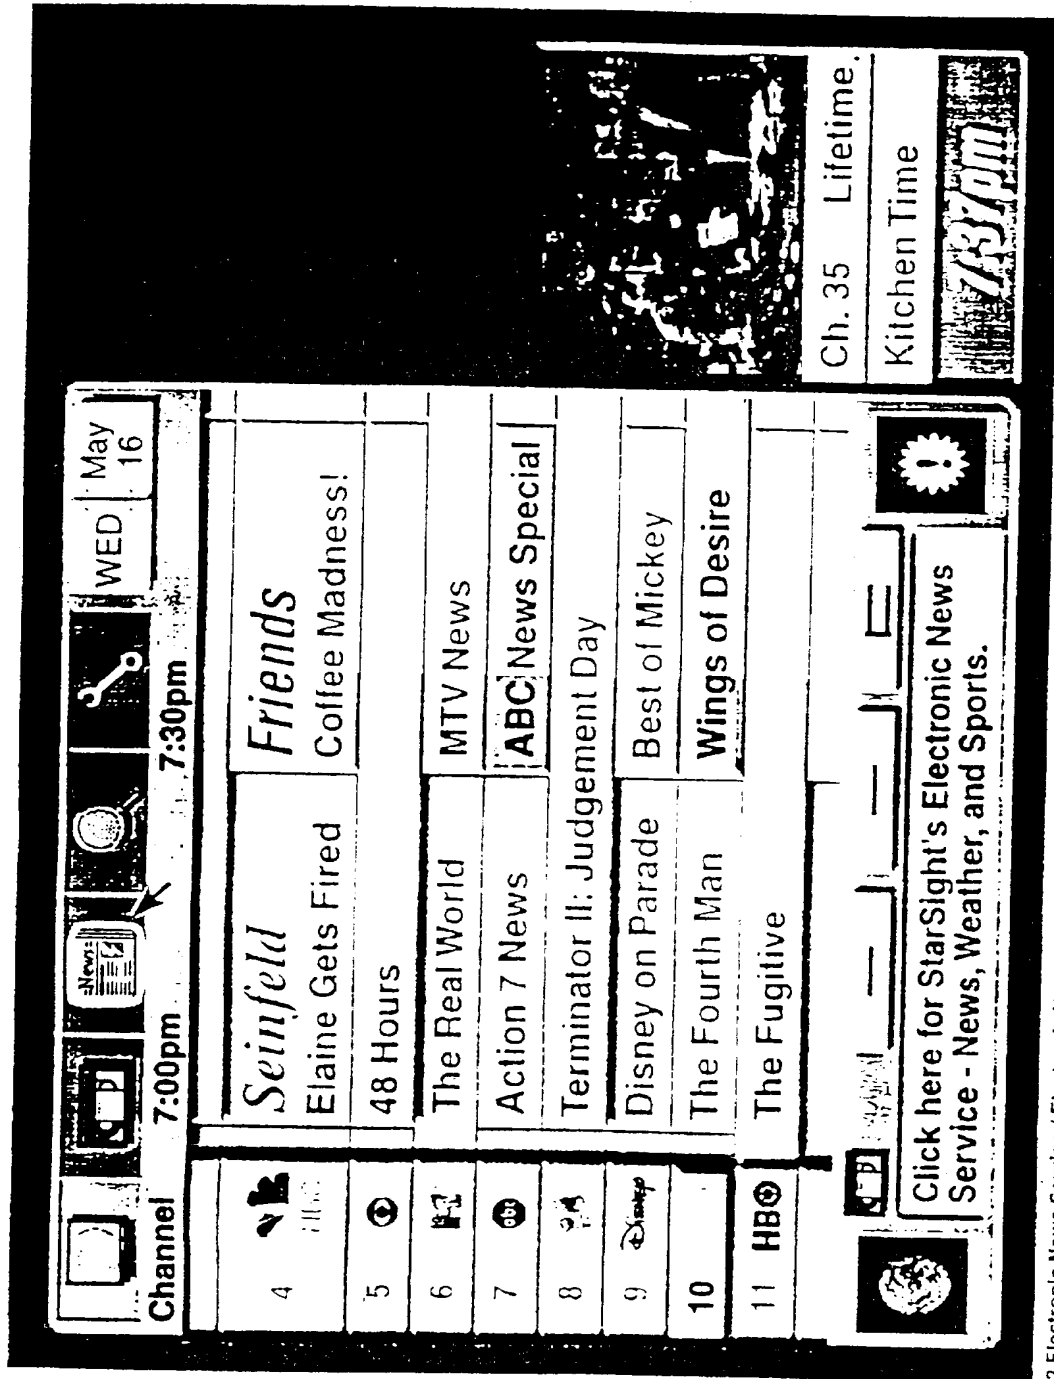 :News:
WED May 16
Channel 7:00pm 7:30pm
4 Seinfeld Friends
Elaine Gets Fired Coffee Madness!
5 48 Hours
6 The Real World MTV News
7 abc Action 7 News ABC News Special
8 Terminator II: Judgement Day
9 Disney Disney on Parade Best of Mickey
10 The Fourth Man Wings of Desire
11 HBO The Fugitive
!
Click here for StarSight's Electronic News
Service - News, Weather, and Sports.
Ch. 35 Lifetime
Kitchen Time
7:37pm